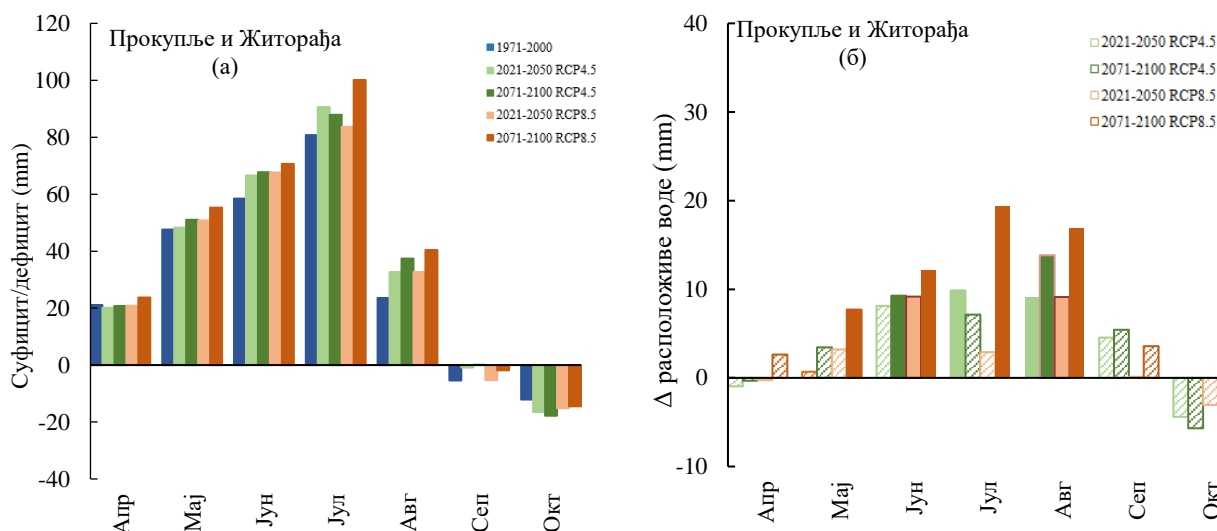 Прокупље и Житорађа
(а)
Суфицит/дефицит (mm)
120
100
80
60
40
20
0
-20
-40
1971-2000
2021-2050 RCP4.5
2071-2100 RCP4.5
2021-2050 RCP8.5
2071-2100 RCP8.5
Апр
Мај
Јун
Јул
Авг
Сеп
Окт
Прокупље и Житорађа
(б)
Δ расположиве воде (mm)
40
30
20
10
0
-10
2021-2050 RCP4.5
2071-2100 RCP4.5
2021-2050 RCP8.5
2071-2100 RCP8.5
Апр
Мај
Јун
Јул
Авг
Сеп
Окт